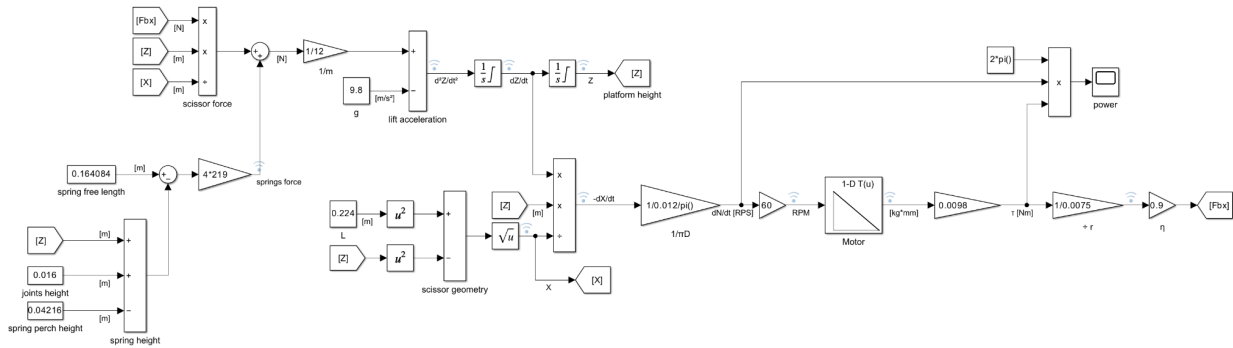 [Fbx]
[N]
x
[Z]
[m]
x
[X]
[m]
÷
scissor force
+
+
[N]
1/12
1/m
9.8
[m/s²]
g
+
−
lift acceleration
d²Z/dt²
1
s
dZ/dt
1
s
Z
[Z]
platform height
2*pi()
x
power
0.164084
[m]
spring free length
+
−
4*219
springs force
[Z]
[m]
0.016
[m]
joints height
0.04216
[m]
spring perch height
+
+
−
spring height
0.224
[m]
L
u²
[Z]
u²
+
−
scissor geometry
√u
X
[X]
[Z]
[m]
x
x
÷
-dX/dt
1/0.012/pi()
1/πD
dN/dt [RPS]
60
RPM
1-D T(u)
Motor
[kg*mm]
0.0098
τ [Nm]
1/0.0075
÷ r
0.9
η
[Fbx]